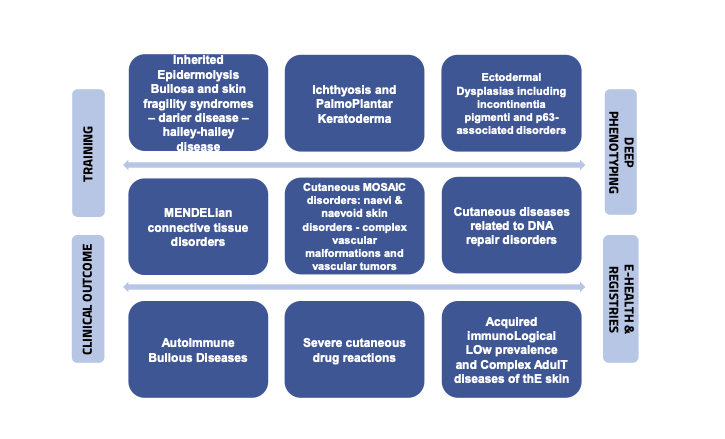 Inherited
Epidermolysis
Bullosa and skin
fragility syndromes
– darier disease –
hailey-hailey
disease
Ichthyosis and
PalmoPlantar
Keratoderma
Ectodermal
Dysplasias including
incontinentia
pigmenti and p63-
associated disorders
TRAINING
DEEP
PHENOTYPING
MENDELian
connective tissue
disorders
Cutaneous MOSAIC
disorders: naevi &
naevoid skin
disorders - complex
vascular
malformations and
vascular tumors
Cutaneous diseases
related to DNA
repair disorders
CLINICAL OUTCOME
E-HEALTH &
REGISTRIES
AutoImmune
Bullous Diseases
Severe cutaneous
drug reactions
Acquired
immunoLogical
LOw prevalence
and Complex AdulT
diseases of thE skin